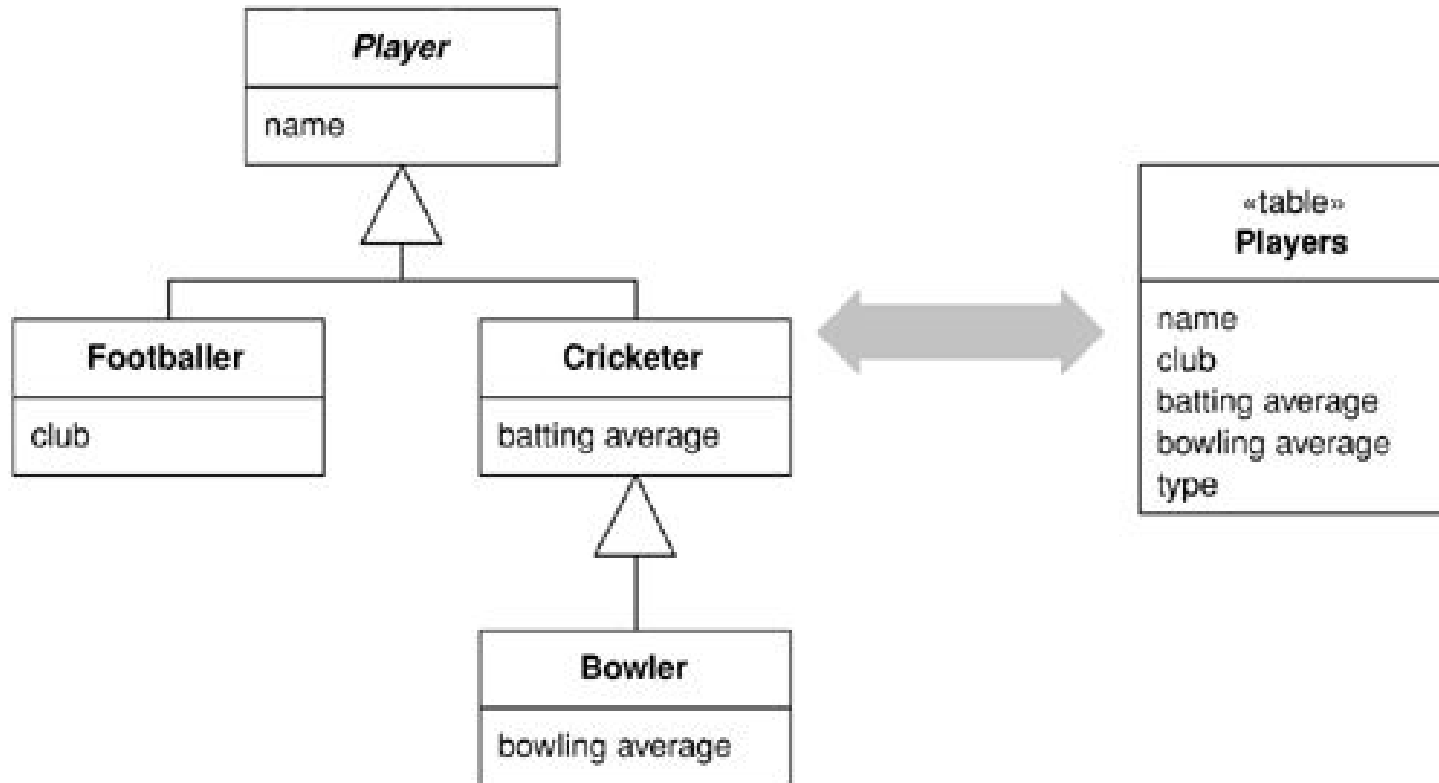 Player
name
Footballer
club
Cricketer
batting average
Bowler
bowling average
«table»
Players
name
club
batting average
bowling average
type